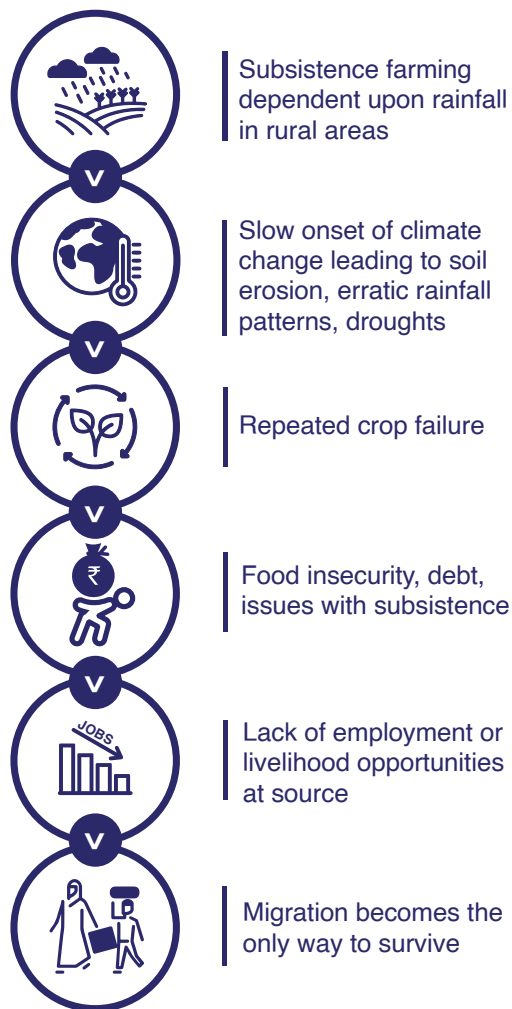 Subsistence farming
dependent upon rainfall
in rural areas
Slow onset of climate
change leading to soil
erosion, erratic rainfall
patterns, droughts
Repeated crop failure
₹
Food insecurity, debt,
issues with subsistence
JOBS
Lack of employment or
livelihood opportunities
at source
Migration becomes the
only way to survive